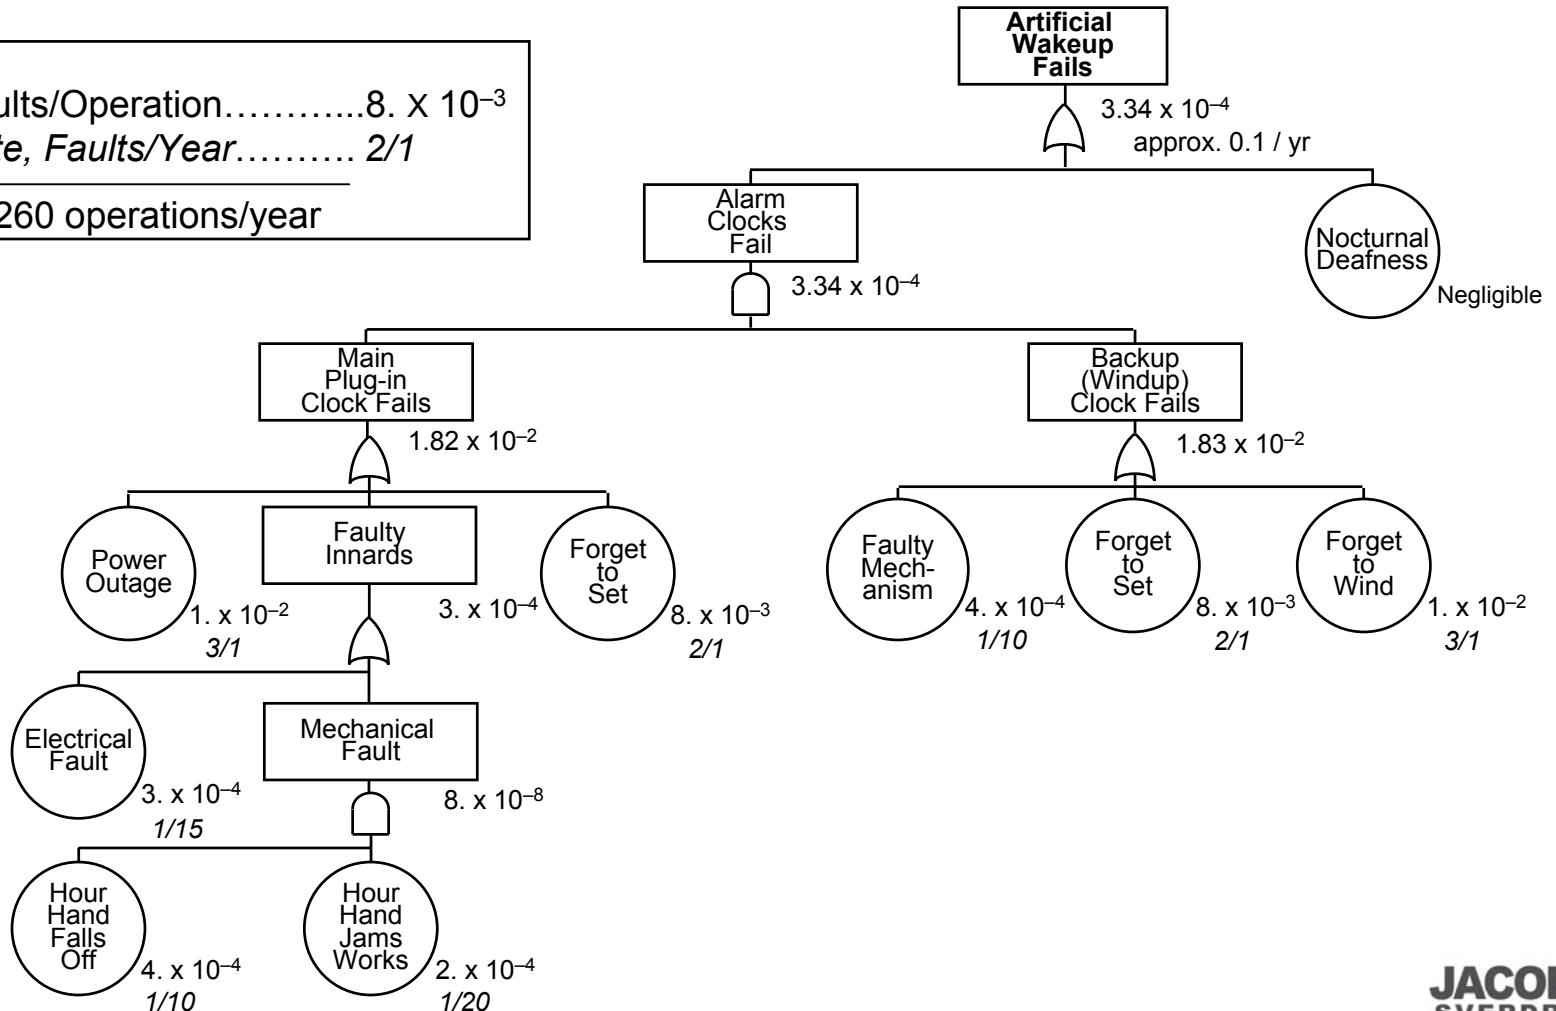 Artificial
Wakeup
Fails
3.34 x 10–4
approx. 0.1 / yr
ults/Operation………...8. X 10–3
te, Faults/Year………. 2/1
260 operations/year
Alarm
Clocks
Fail
3.34 x 10–4
Nocturnal
Deafness
Negligible
Main
Plug-in
Clock Fails
1.82 x 10–2
Backup
(Windup)
Clock Fails
1.83 x 10–2
Power
Outage
1. x 10–2
3/1
Faulty
Innards
3. x 10–4
Forget
to
Set
8. x 10–3
2/1
Faulty
Mech-
anism
4. x 10–4
1/10
Forget
to
Set
8. x 10–3
2/1
Forget
to
Wind
1. x 10–2
3/1
Electrical
Fault
3. x 10–4
1/15
Mechanical
Fault
8. x 10–8
Hour
Hand
Falls
Off
4. x 10–4
1/10
Hour
Hand
Jams
Works
2. x 10–4
1/20
JACO